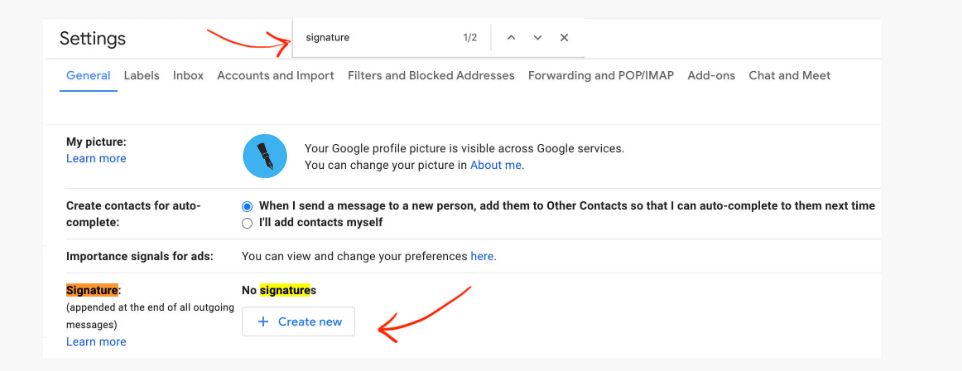 Settings
signature 1/2
General Labels Inbox Accounts and Import Filters and Blocked Addresses Forwarding and POP/IMAP Add-ons Chat and Meet
My picture:
Learn more
Your Google profile picture is visible across Google services.
You can change your picture in About me.
Create contacts for auto-
complete:
When I send a message to a new person, add them to Other Contacts so that I can auto-complete to them next time
I'll add contacts myself
Importance signals for ads:
You can view and change your preferences here.
Signature:
(appended at the end of all outgoing
messages)
Learn more
No signatures
+ Create new